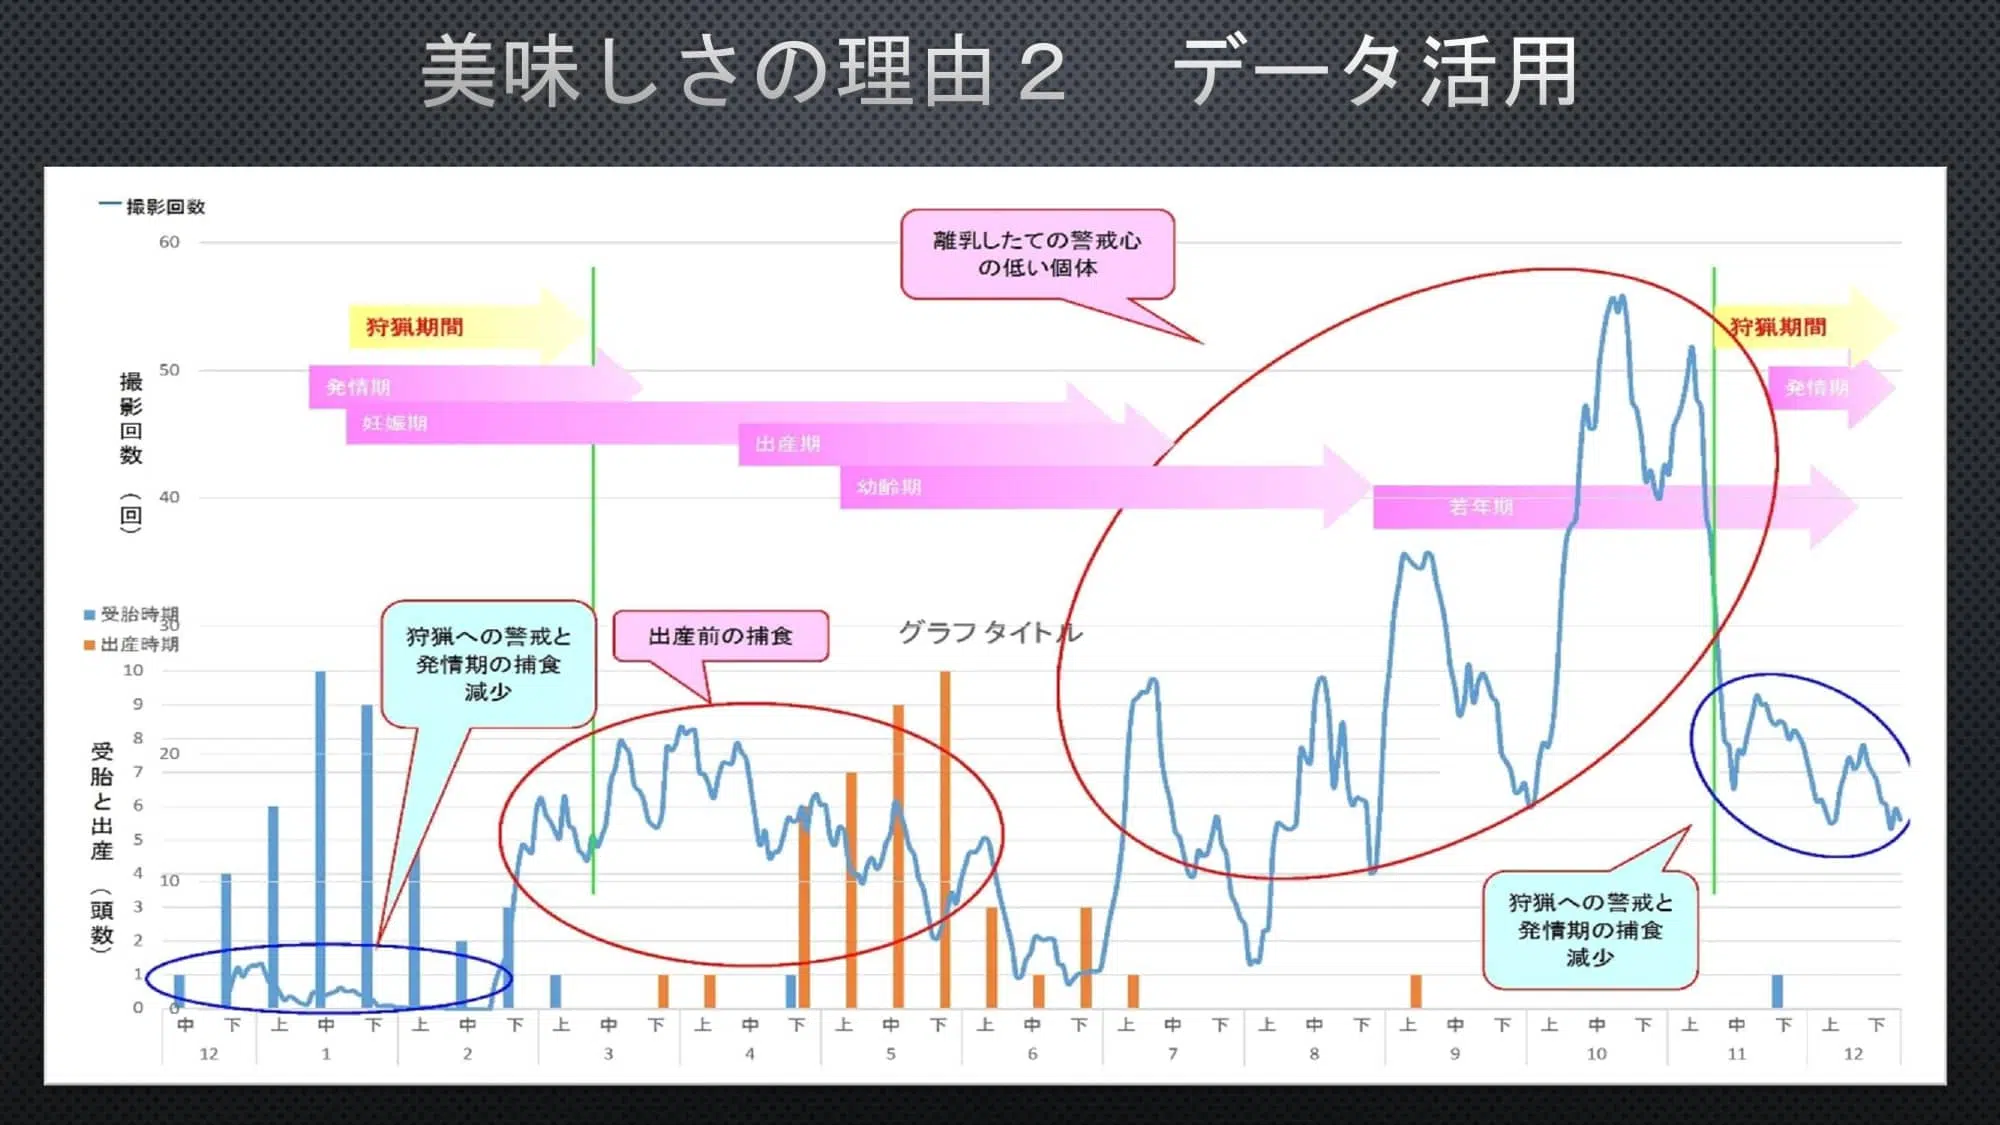 美味しさの理由２　データ活用
撮影回数
60
50
40
30
20
10
0
撮影回数（回）
離乳したての警戒心
の低い個体
狩猟期間
狩猟期間
発情期
発情期
妊娠期
出産期
幼齢期
若年期
受胎時期
出産時期
狩猟への警戒と
発情期の捕食
減少
出産前の捕食
グラフ タイトル
10
9
8
7
6
5
4
3
2
1
0
受胎と出産（頭数）
狩猟への警戒と
発情期の捕食
減少
中 下 上 中 下 上 中 下 上 中 下 上 中 下 上 中 下 上 中 下 上 中 下 上 中 下 上 中 下 上 中 下 上 中 下 上 下
12 1 2 3 4 5 6 7 8 9 10 11 12